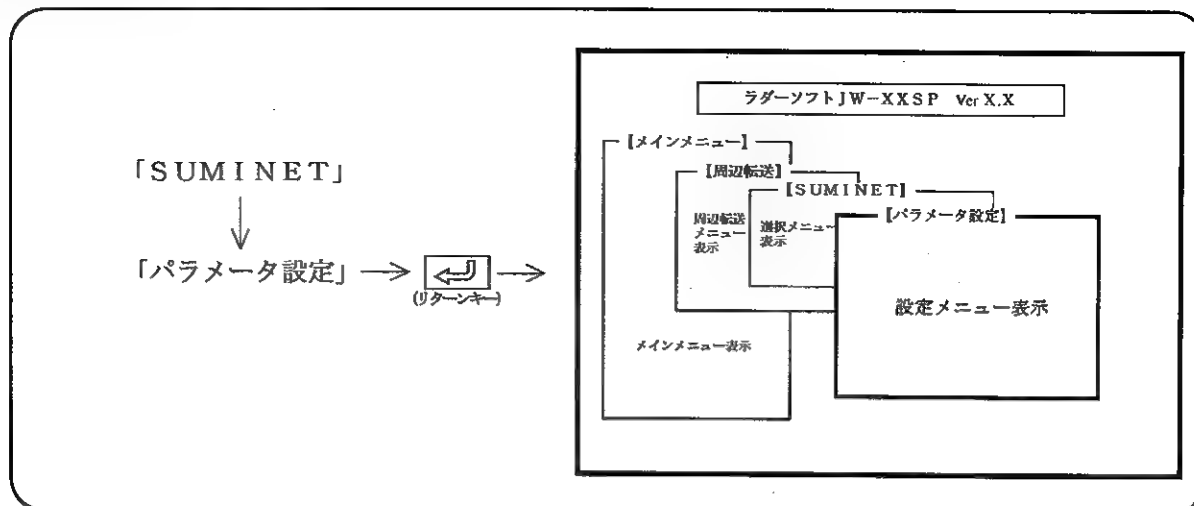 「SUMINET」
「パラメータ設定」
(リターンキー)
ラダーソフトJW-XXSP Ver X.X
【メインメニュー】
【周辺転送】
【SUMINET】
【パラメータ設定】
周辺転送
メニュー
表示
選択メニュー
表示
設定メニュー表示
メインメニュー表示